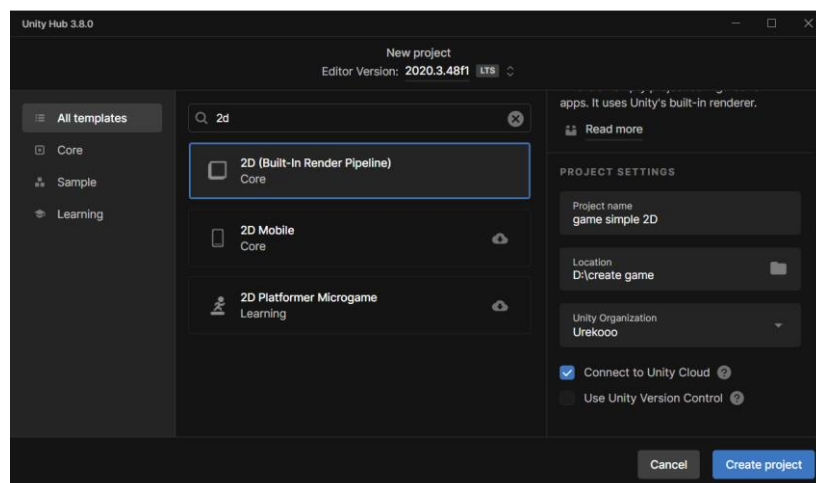 Unity Hub 3.8.0
New project
Editor Version: 2020.3.48f1 LTS
All templates
Core
Sample
Learning
2d
2D (Built-In Render Pipeline)
Core
2D Mobile
Core
2D Platformer Microgame
Learning
apps. It uses Unity's built-in renderer.
Read more
PROJECT SETTINGS
Project name
game simple 2D
Location
D:\create game
Unity Organization
Urekooo
Connect to Unity Cloud ?
Use Unity Version Control ?
Cancel
Create project